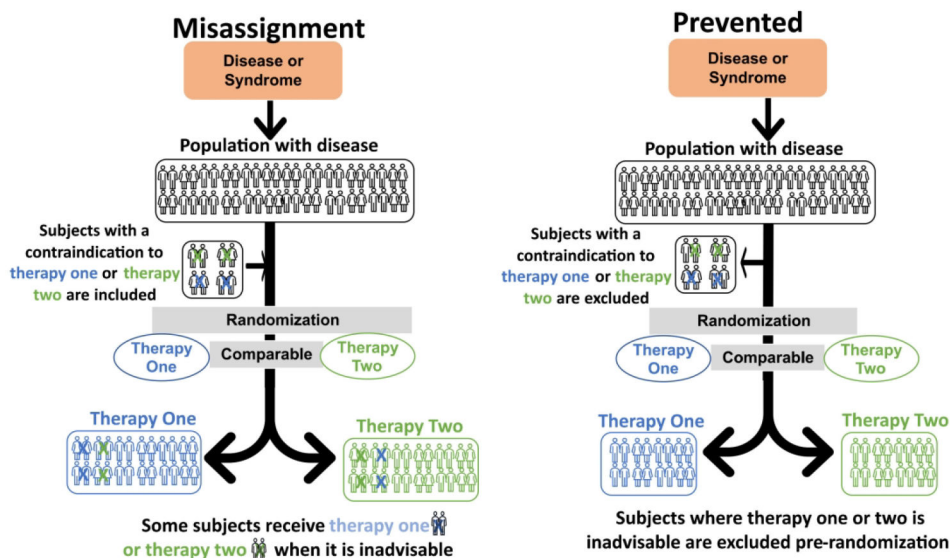 Misassignment
Disease or
Syndrome
Population with disease
Subjects with a
contraindication to
therapy one or therapy
two are included
Randomization
Therapy
One
Comparable
Therapy
Two
Therapy One
Therapy Two
Some subjects receive therapy one
or therapy two when it is inadvisable
Prevented
Disease or
Syndrome
Population with disease
Subjects with a
contraindication to
therapy one or therapy
two are excluded
Randomization
Therapy
One
Comparable
Therapy
Two
Therapy One
Therapy Two
Subjects where therapy one or two is
inadvisable are excluded pre-randomization